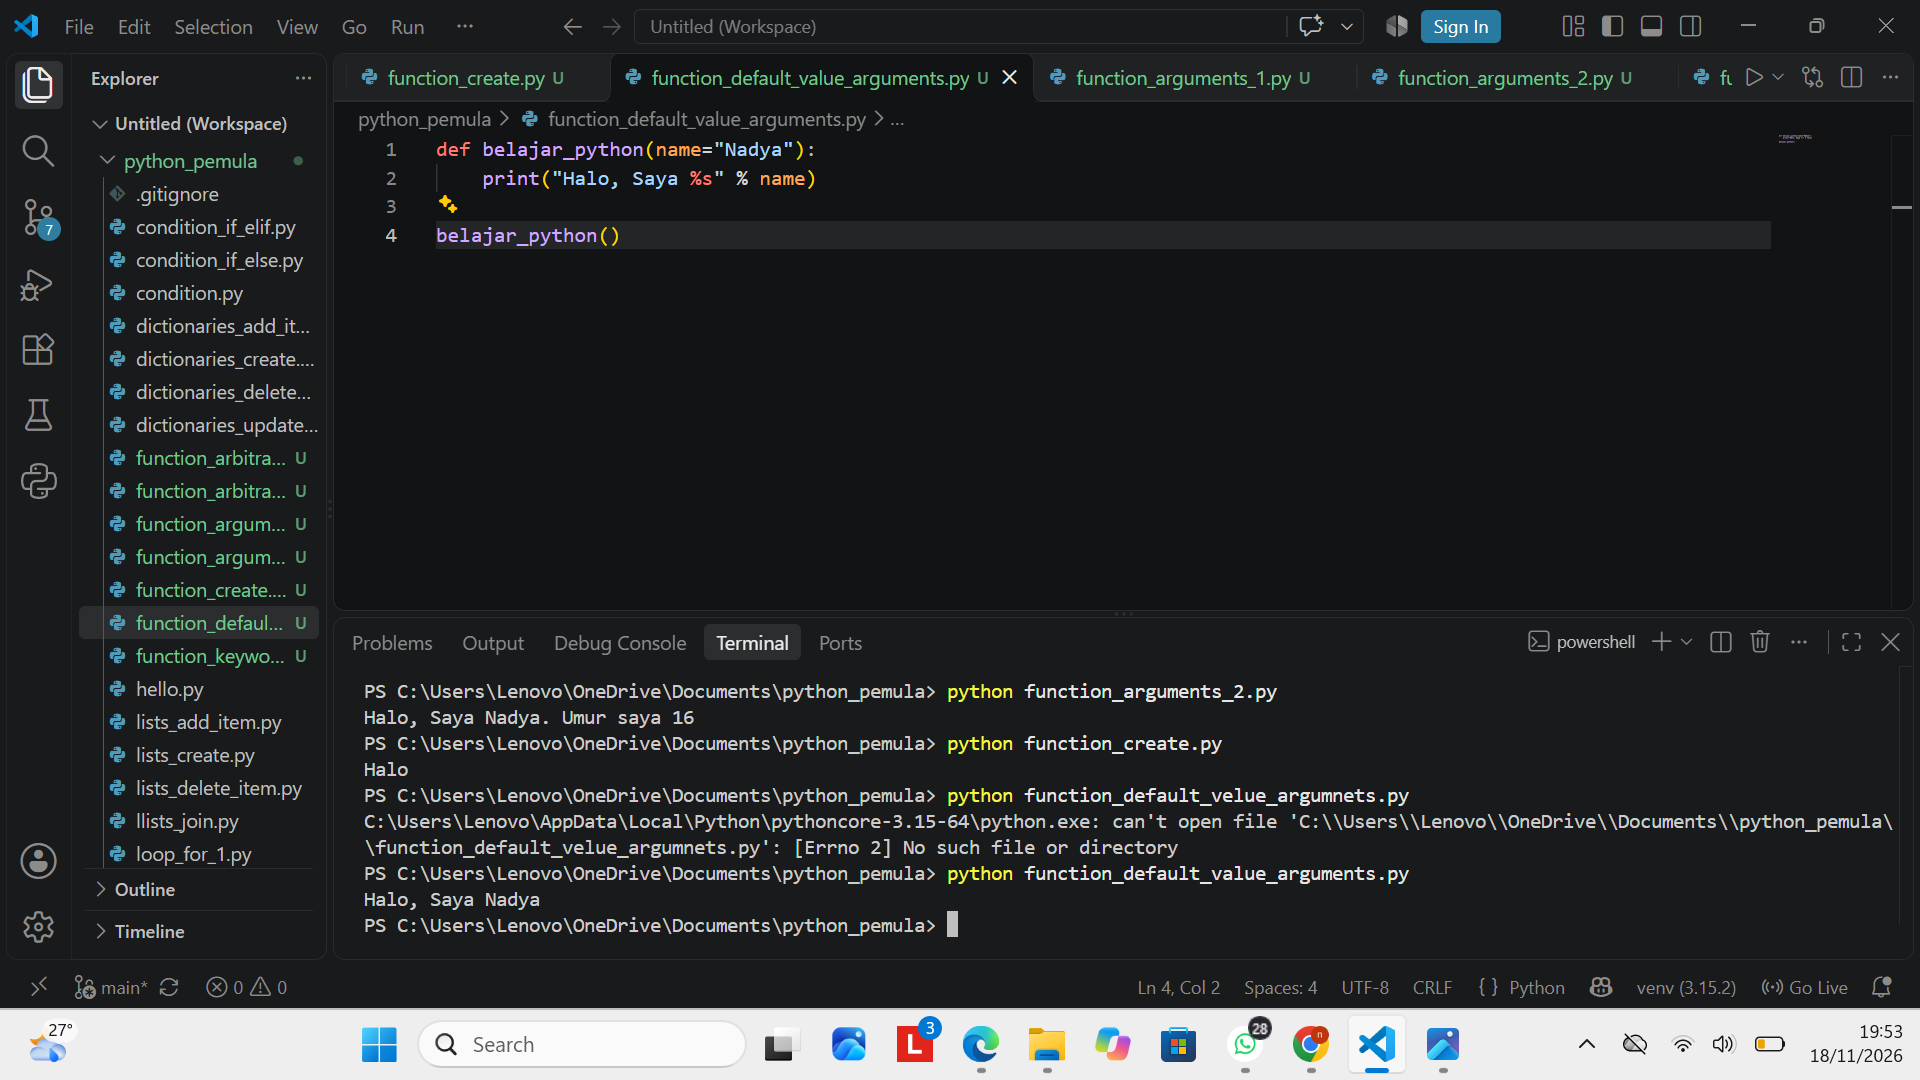 File Edit Selection View Go Run ··· Untitled (Workspace) Sign In
Explorer ···
Untitled (Workspace)
python_pemula
.gitignore
condition_if_elif.py
condition_if_else.py
condition.py
dictionaries_add_it...
dictionaries_create....
dictionaries_delete...
dictionaries_update...
function_arbitra... U
function_arbitra... U
function_argum... U
function_argum... U
function_create.... U
function_defaul... U
function_keywo... U
hello.py
lists_add_item.py
lists_create.py
lists_delete_item.py
llists_join.py
loop_for_1.py
Outline
Timeline
7
function_create.py U function_default_value_arguments.py U function_arguments_1.py U function_arguments_2.py U fu
python_pemula > function_default_value_arguments.py > ...
1 def belajar_python(name="Nadya"):
2 print("Halo, Saya %s" % name)
3
4 belajar_python()
Problems Output Debug Console Terminal Ports powershell
PS C:\Users\Lenovo\OneDrive\Documents\python_pemula> python function_arguments_2.py
Halo, Saya Nadya. Umur saya 16
PS C:\Users\Lenovo\OneDrive\Documents\python_pemula> python function_create.py
Halo
PS C:\Users\Lenovo\OneDrive\Documents\python_pemula> python function_default_velue_argumnets.py
C:\Users\Lenovo\AppData\Local\Python\pythoncore-3.15-64\python.exe: can't open file 'C:\\Users\\Lenovo\\OneDrive\\Documents\\python_pemula\
\function_default_velue_argumnets.py': [Errno 2] No such file or directory
PS C:\Users\Lenovo\OneDrive\Documents\python_pemula> python function_default_value_arguments.py
Halo, Saya Nadya
PS C:\Users\Lenovo\OneDrive\Documents\python_pemula>
main* 0 0 Ln 4, Col 2 Spaces: 4 UTF-8 CRLF { } Python venv (3.15.2) Go Live
27° Search L 3 28 n 19:53
18/11/2026